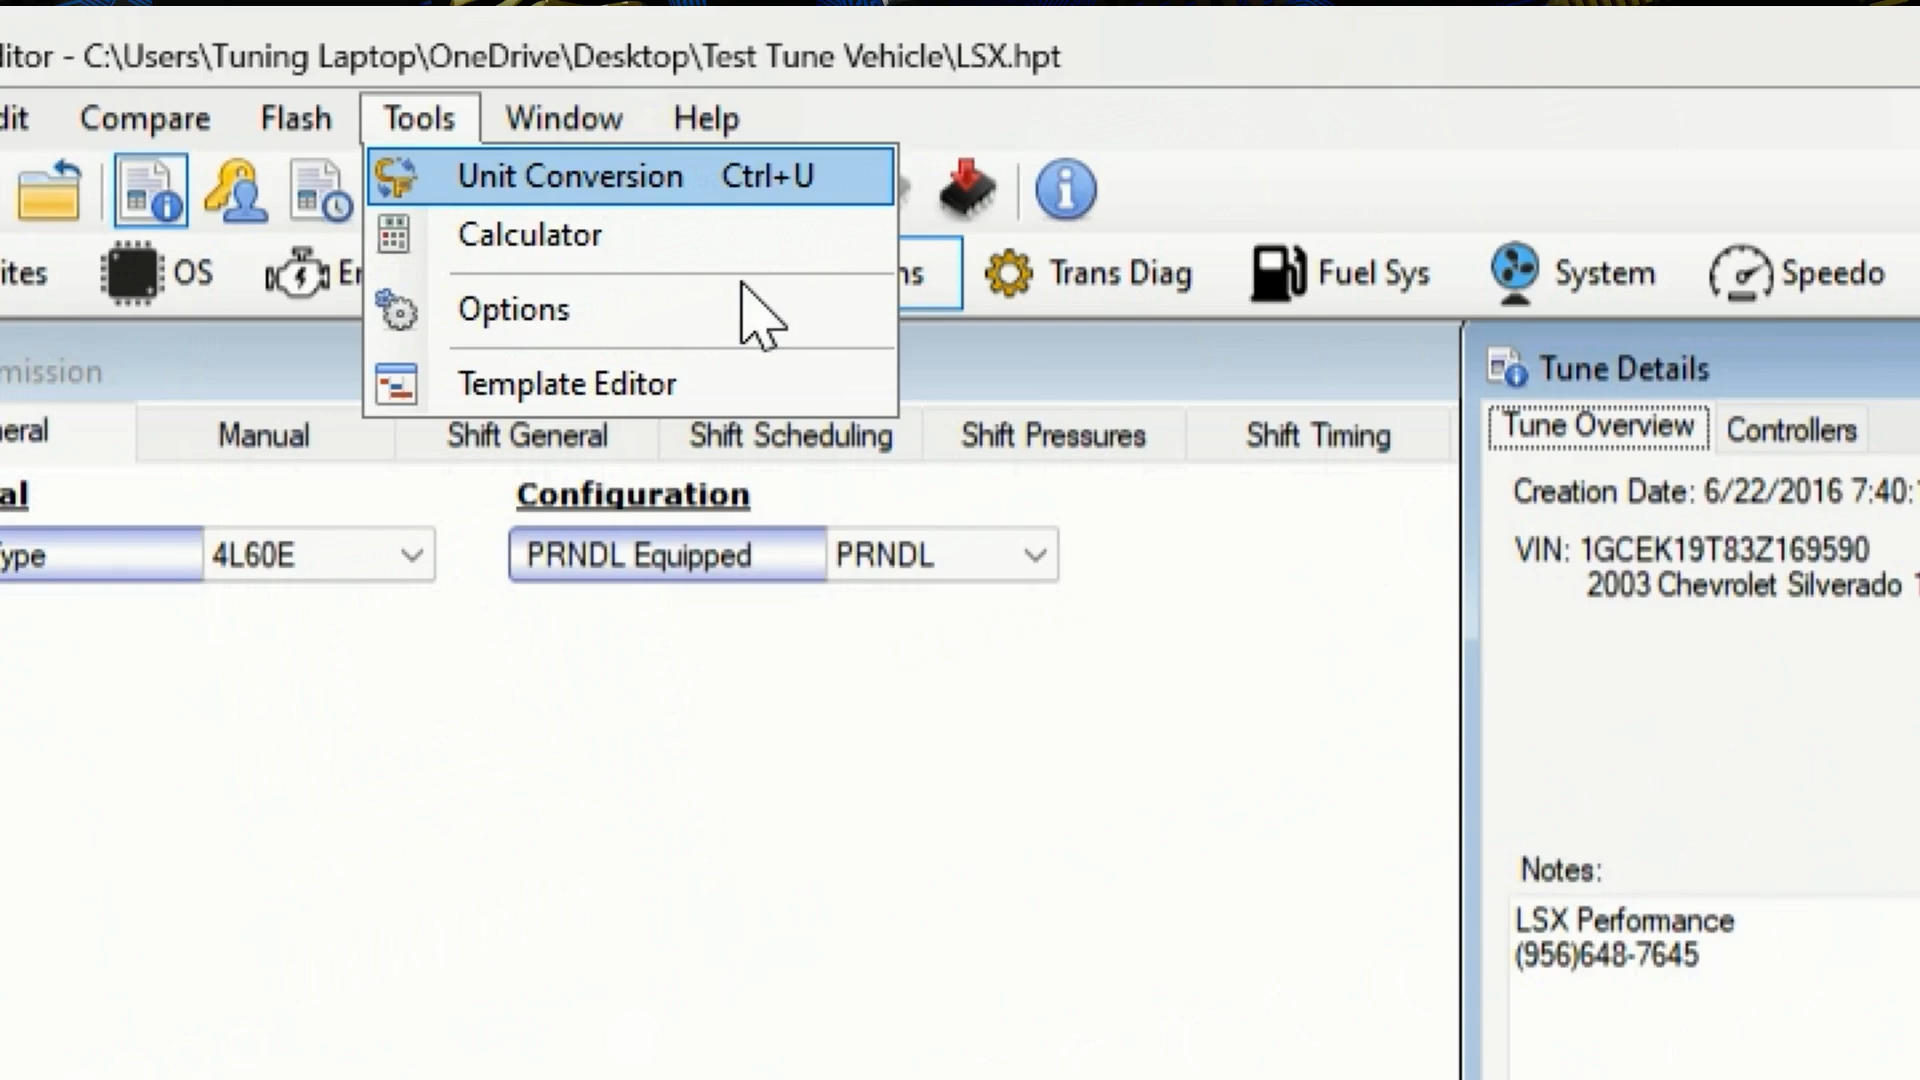 ditor - C:\Users\Tuning Laptop\OneDrive\Desktop\Test Tune Vehicle\LSX.hpt
dit Compare Flash Tools Window Help
Unit Conversion Ctrl+U
Calculator
Options
Template Editor
ites OS En ns Trans Diag Fuel Sys System Speedo
mission
Tune Details
eral Manual Shift General Shift Scheduling Shift Pressures Shift Timing
Tune Overview Controllers
al Configuration
ype 4L60E PRNDL Equipped PRNDL
Creation Date: 6/22/2016 7:40:
VIN: 1GCEK19T83Z169590
2003 Chevrolet Silverado 1
Notes:
LSX Performance
(956)648-7645